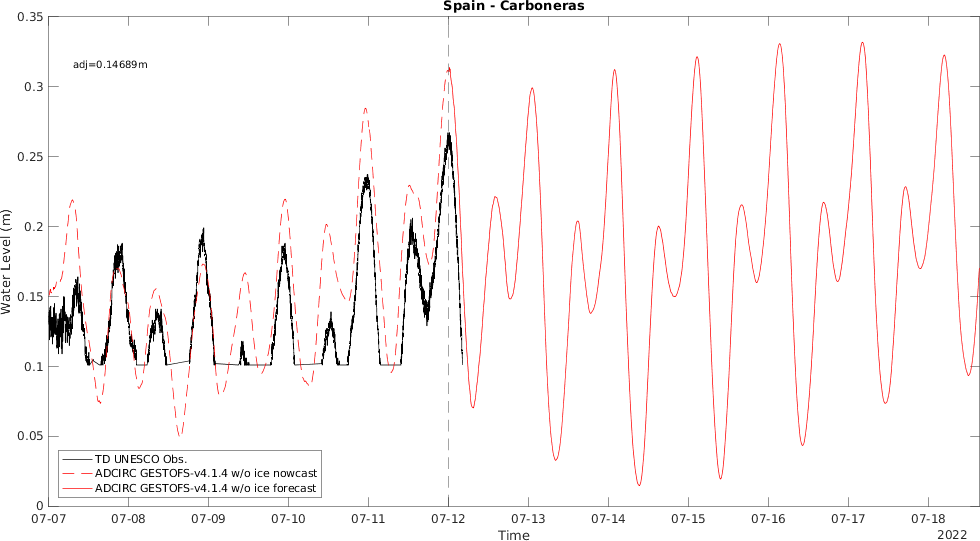 Spain - Carboneras
0.35
0.3
0.25
0.2
0.15
0.1
0.05
0
Water Level (m)
adj=0.14689m
TD UNESCO Obs.
ADCIRC GESTOFS-v4.1.4 w/o ice nowcast
ADCIRC GESTOFS-v4.1.4 w/o ice forecast
07-07 07-08 07-09 07-10 07-11 07-12 07-13 07-14 07-15 07-16 07-17 07-18
Time
2022